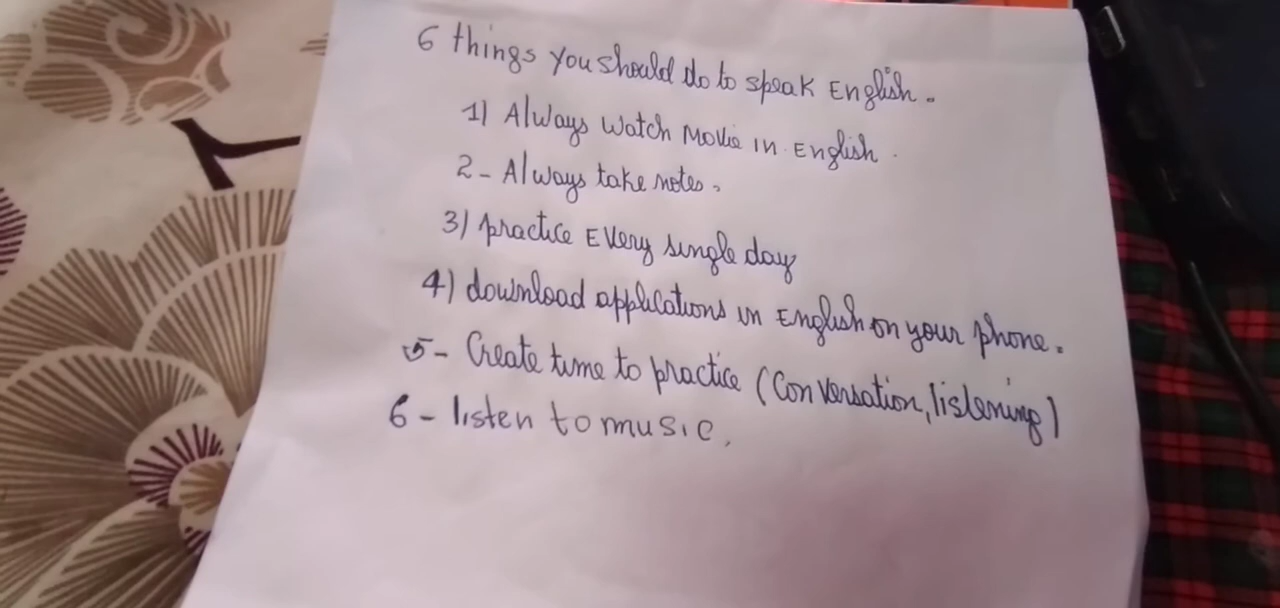 6 things you should do to speak English.
1) Always watch Movie in English.
2- Always take notes.
3) practice Every single day
4) download applications in English on your phone.
5- Create time to practice (Conversation, listening)
6- listen to music.